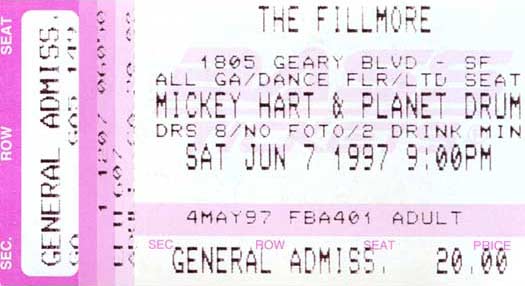 THE FILLMORE
1805 GEARY BLVD - SF
ALL GA/DANCE FLR/LTD SEAT
MICKEY HART & PLANET DRUM
DRS 8/NO FOTO/2 DRINK MIN
SAT JUN 7 1997 9:00PM
4MAY97 FBA401 ADULT
SEC ROW SEAT PRICE
GENERAL ADMISS. 20.00
SEC. ROW SEAT
GENERAL ADMISS.